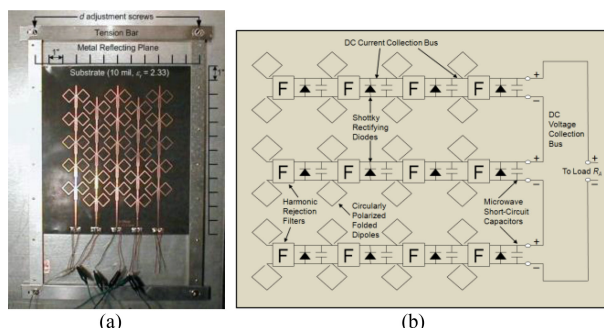 d adjustment screws
Tension Bar
Metal Reflecting Plane
1"
Substrate (10 mil, εr = 2.33)
1"
(a)
DC Current Collection Bus
F
F
F
F
+
−
Shottky
Rectifying
Diodes
DC
Voltage
Collection
Bus
F
F
F
F
+
−
+
−
To Load RL
Harmonic
Rejection
Filters
Circularly
Polarized
Folded
Dipoles
Microwave
Short-Circuit
Capacitors
F
F
F
F
+
−
(b)